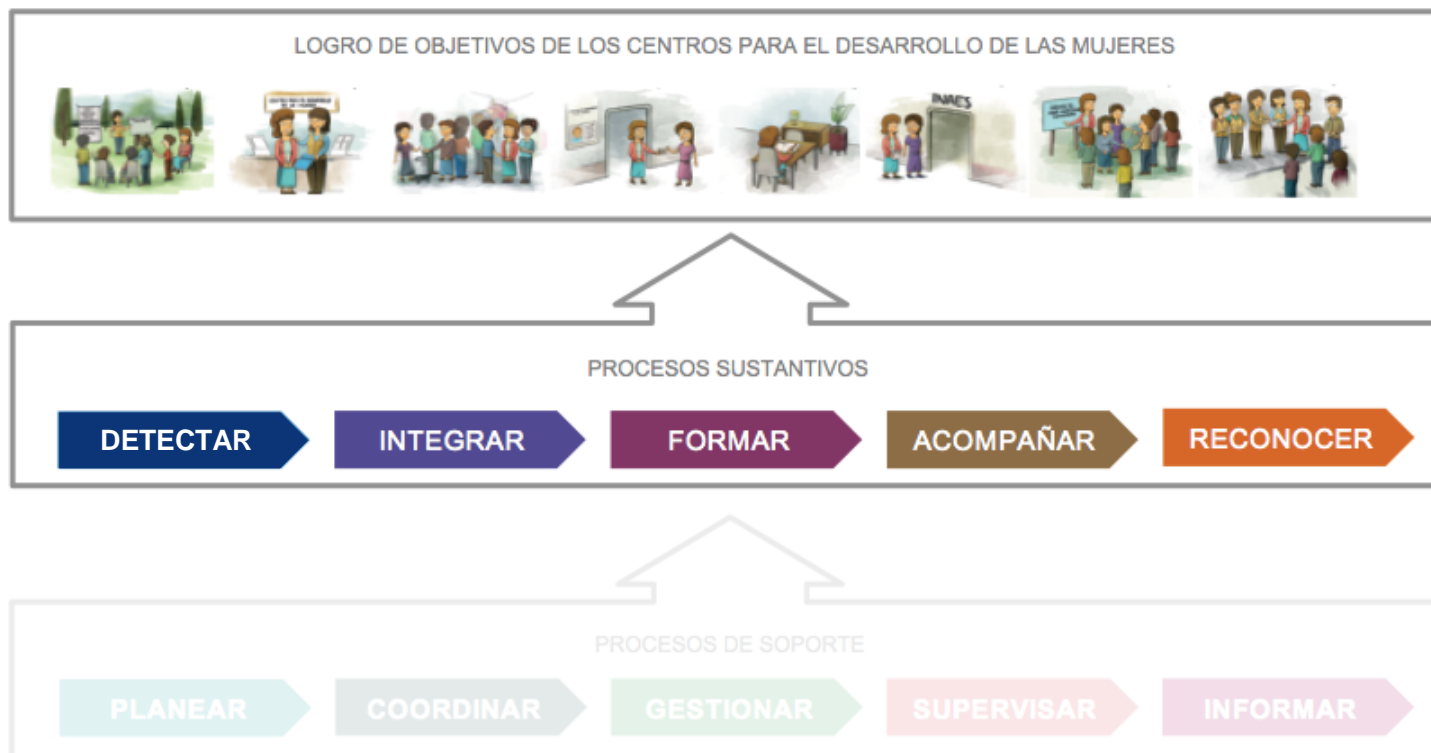 LOGRO DE OBJETIVOS DE LOS CENTROS PARA EL DESARROLLO DE LAS MUJERES
INAES
PROCESOS SUSTANTIVOS
DETECTAR
INTEGRAR
FORMAR
ACOMPAÑAR
RECONOCER
PROCESOS DE SOPORTE
PLANEAR
COORDINAR
GESTIONAR
SUPERVISAR
INFORMAR